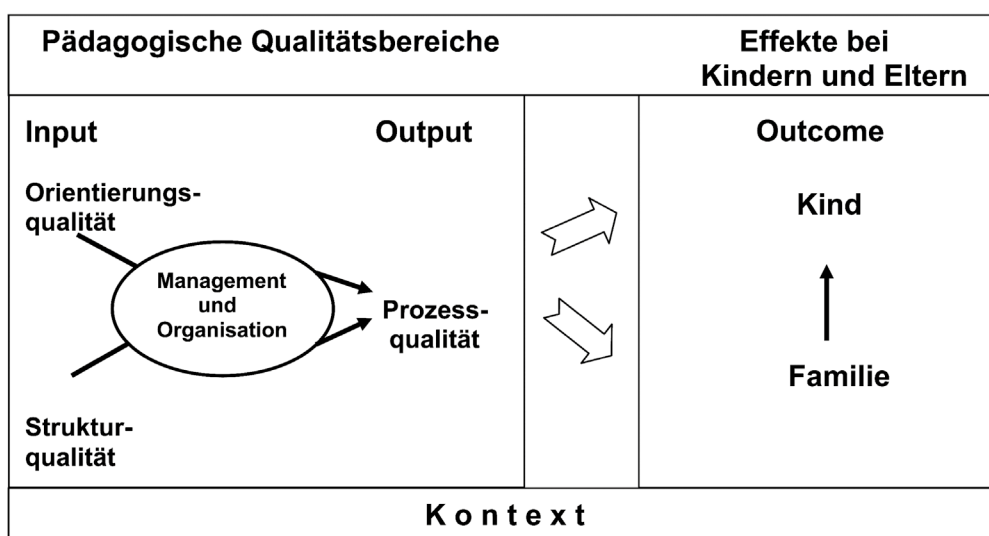 Pädagogische Qualitätsbereiche
Effekte bei
Kindern und Eltern
Input
Output
Orientierungs-
qualität
Management
und
Organisation
Prozess-
qualität
Struktur-
qualität
Outcome
Kind
Familie
K o n t e x t